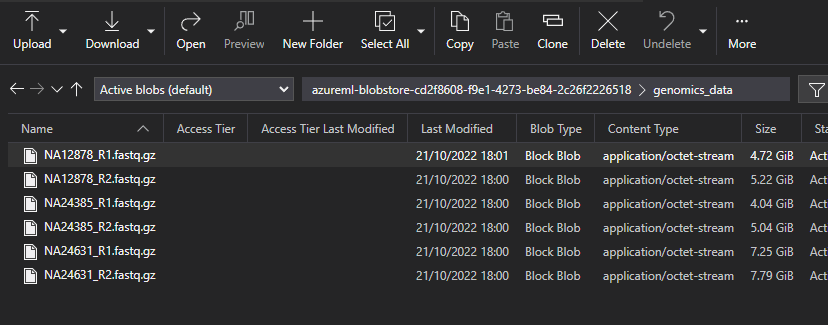 Upload Download Open Preview New Folder Select All Copy Paste Clone Delete Undelete More
Active blobs (default) azureml-blobstore-cd2f8608-f9e1-4273-be84-2c26f2226518 genomics_data
Name Access Tier Access Tier Last Modified Last Modified Blob Type Content Type Size Sta
NA12878_R1.fastq.gz 21/10/2022 18:01 Block Blob application/octet-stream 4.72 GiB Act
NA12878_R2.fastq.gz 21/10/2022 18:00 Block Blob application/octet-stream 5.22 GiB Act
NA24385_R1.fastq.gz 21/10/2022 18:00 Block Blob application/octet-stream 4.04 GiB Act
NA24385_R2.fastq.gz 21/10/2022 18:00 Block Blob application/octet-stream 5.04 GiB Act
NA24631_R1.fastq.gz 21/10/2022 18:00 Block Blob application/octet-stream 7.25 GiB Act
NA24631_R2.fastq.gz 21/10/2022 18:00 Block Blob application/octet-stream 7.79 GiB Act